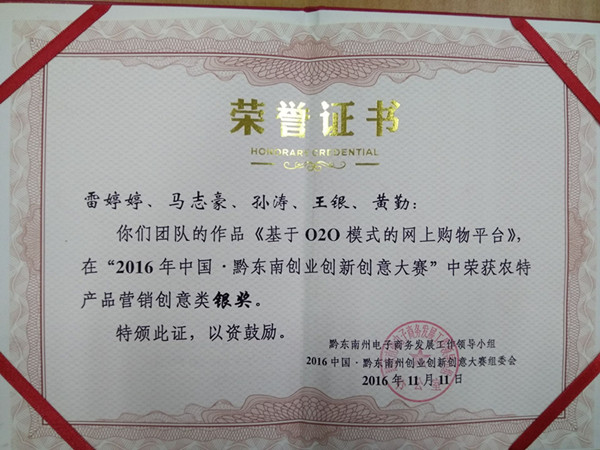 荣誉证书
HONORARY CREDENTIAL
雷婷婷、马志豪、孙涛、王银、黄勤：
你们团队的作品《基于O2O模式的网上购物平台》，
在“2016年中国·黔东南创业创新创意大赛”中荣获农特
产品营销创意类银奖。
特颁此证，以资鼓励。
黔东南州电子商务发展工作领导小组
2016中国·黔东南州创业创新创意大赛组委会
2016年11月11日